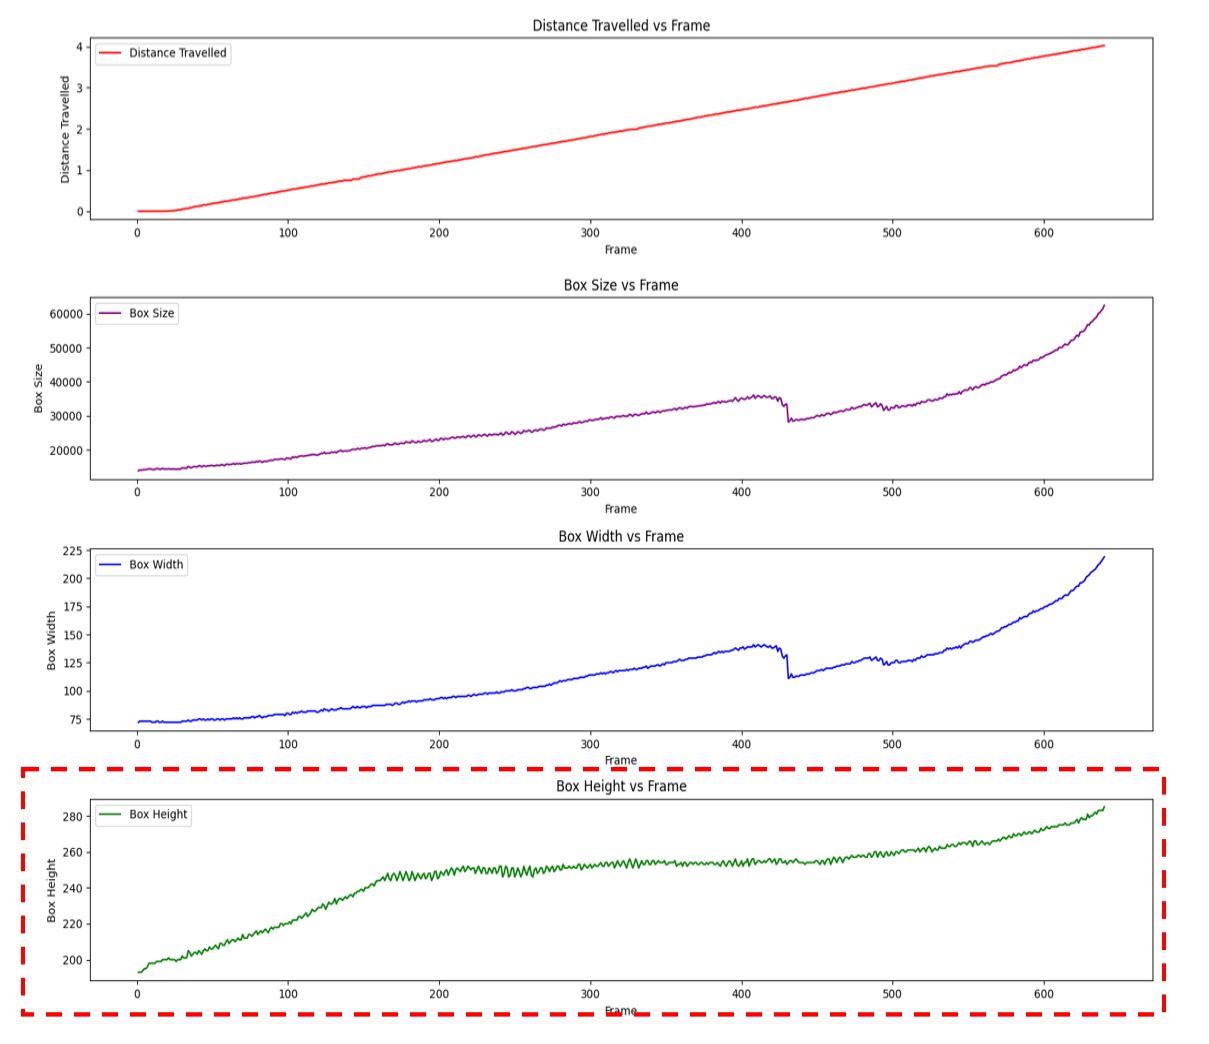 Distance Travelled vs Frame
Distance Travelled
Distance Travelled
4
3
2
1
0
0 100 200 300 400 500 600
Frame
Box Size vs Frame
Box Size
Box Size
60000
50000
40000
30000
20000
0 100 200 300 400 500 600
Frame
Box Width vs Frame
Box Width
Box Width
225
200
175
150
125
100
75
0 100 200 300 400 500 600
Frame
Box Height vs Frame
Box Height
Box Height
280
260
240
220
200
0 100 200 300 400 500 600
Frame